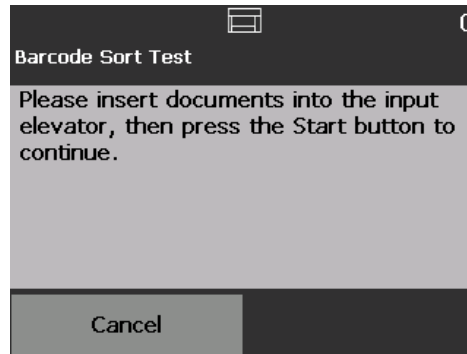 Barcode Sort Test
Please insert documents into the input
elevator, then press the Start button to
continue.
Cancel